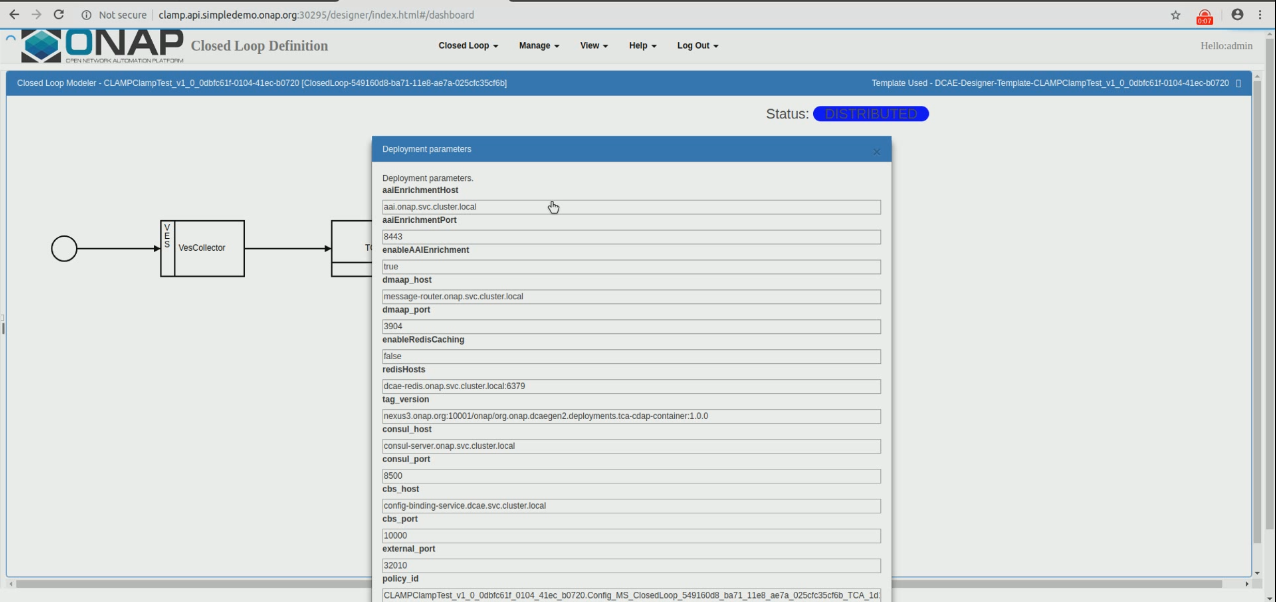 Not secure | clamp.api.simpledemo.onap.org:30295/designer/index.html#/dashboard
0:07
ONAP
OPEN NETWORK AUTOMATION PLATFORM
Closed Loop Definition
Closed Loop Manage View Help Log Out
Hello:admin
Closed Loop Modeler - CLAMPClampTest_v1_0_0dbfc61f-0104-41ec-b0720 [ClosedLoop-549160d8-ba71-11e8-ae7a-025cfc35cf6b]
Template Used - DCAE-Designer-Template-CLAMPClampTest_v1_0_0dbfc61f-0104-41ec-b0720
Status: DISTRIBUTED
VES
VesCollector
Deployment parameters
×
Deployment parameters.
aaiEnrichmentHost
aai.onap.svc.cluster.local
aaiEnrichmentPort
8443
enableAAIEnrichment
true
dmaap_host
message-router.onap.svc.cluster.local
dmaap_port
3904
enableRedisCaching
false
redisHosts
dcae-redis.onap.svc.cluster.local:6379
tag_version
nexus3.onap.org:10001/onap/org.onap.dcaegen2.deployments.tca-cdap-container:1.0.0
consul_host
consul-server.onap.svc.cluster.local
consul_port
8500
cbs_host
config-binding-service.dcae.svc.cluster.local
cbs_port
10000
external_port
32010
policy_id
CLAMPClampTest_v1_0_0dbfc61f_0104_41ec_b0720.Config_MS_ClosedLoop_549160d8_ba71_11e8_ae7a_025cfc35cf6b_TCA_1d